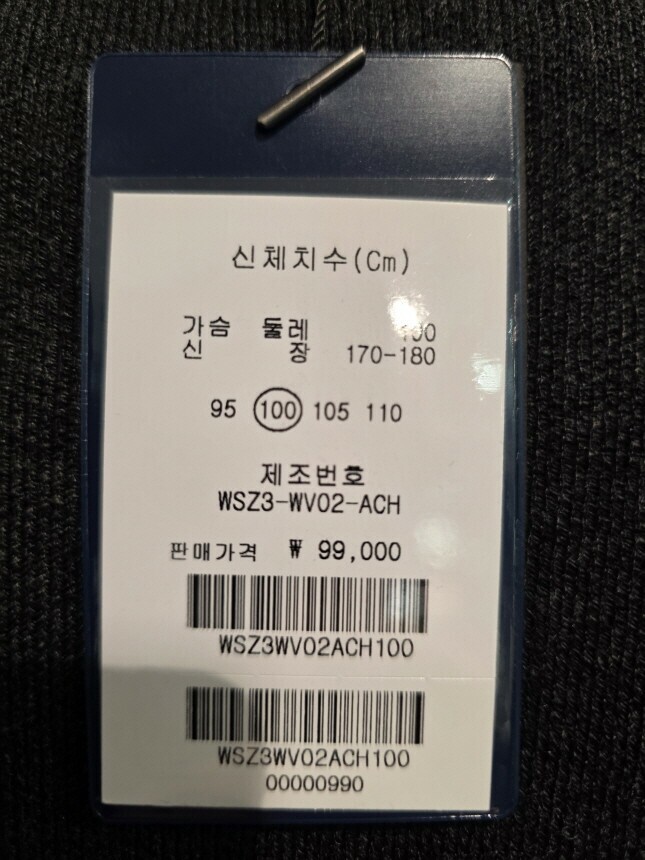 신체치수(Cm)
가슴 둘레 100
신 장 170-180
95 100 105 110
제조번호
WSZ3-WV02-ACH
판매가격 ₩ 99,000
WSZ3WV02ACH100
WSZ3WV02ACH100
00000990